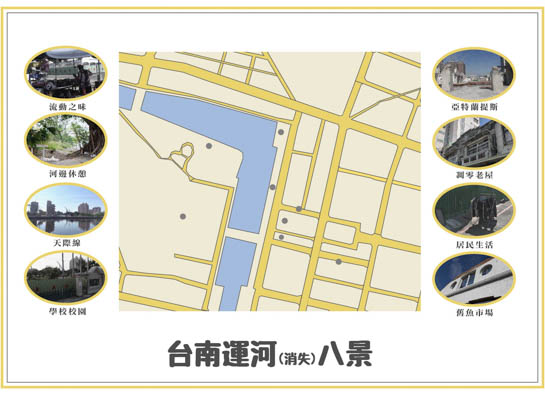 流動之味
亞特蘭提斯
河邊休憩
凋零老屋
天際線
居民生活
學校校園
舊魚市場
台南運河(消失)八景